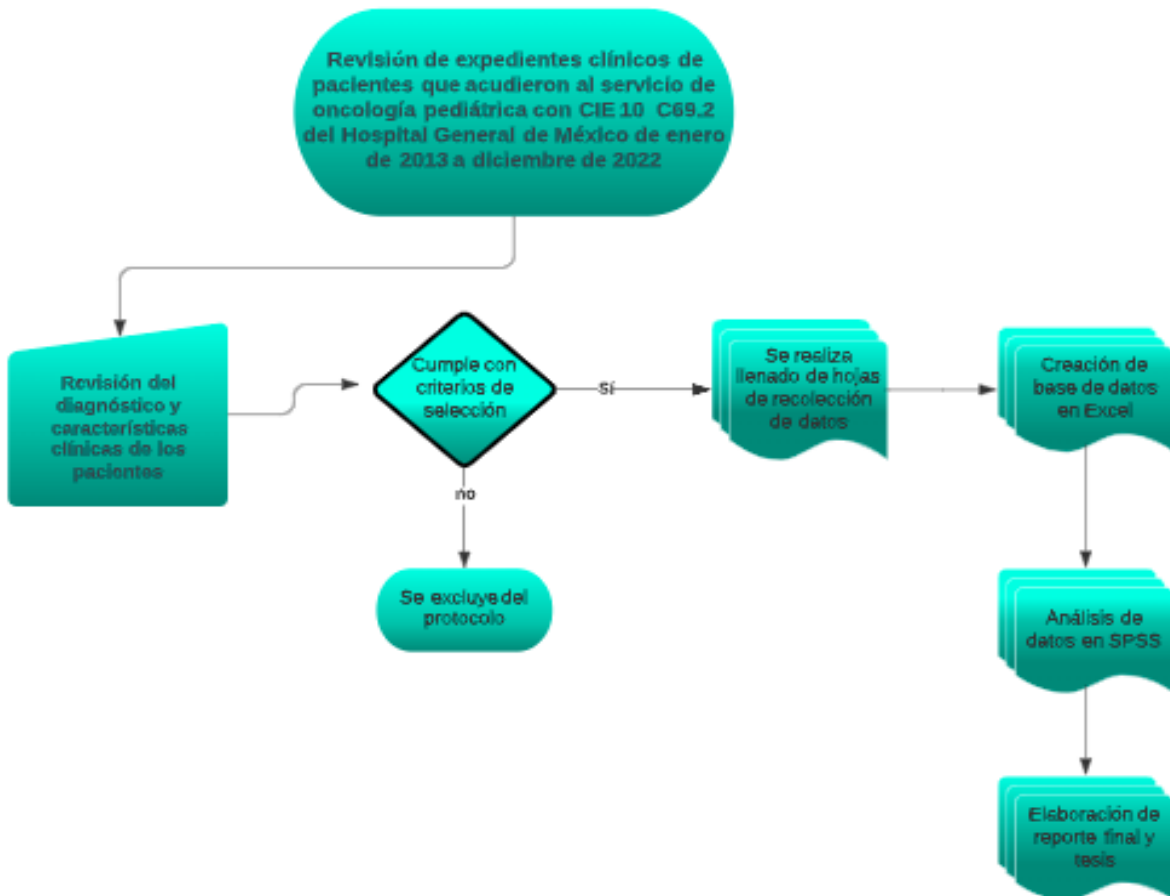 Revisión de expedientes clínicos de
pacientes que acudieron al servicio de
oncología pediátrica con CIE 10 C69.2
del Hospital General de México de enero
de 2013 a diciembre de 2022
Revisión del
diagnóstico y
características
clínicas de los
pacientes
Cumple con
criterios de
selección
Sí
no
Se excluye del
protocolo
Se realiza
llenado de hojas
de recolección
de datos
Creación de
base de datos
en Excel
Análisis de
datos en SPSS
Elaboración de
reporte final y
tesis